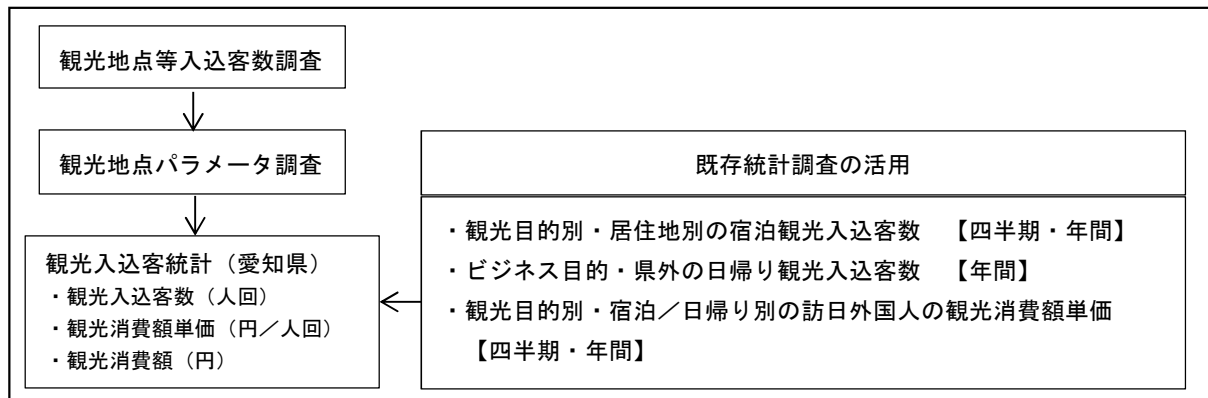 観光地点等入込客数調査
観光地点パラメータ調査
観光入込客統計（愛知県）
・観光入込客数（人回）
・観光消費額単価（円／人回）
・観光消費額（円）
既存統計調査の活用
・観光目的別・居住地別の宿泊観光入込客数　【四半期・年間】
・ビジネス目的・県外の日帰り観光入込客数　【年間】
・観光目的別・宿泊／日帰り別の訪日外国人の観光消費額単価
【四半期・年間】